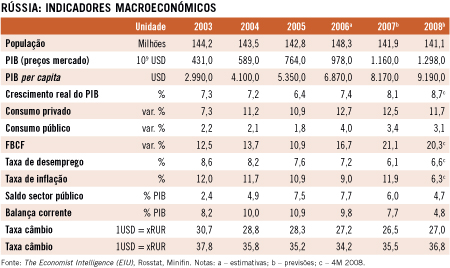 RÚSSIA: INDICADORES MACROECONÓMICOS
Unidade 2003 2004 2005 2006ª 2007ᵇ 2008ᵇ
População Milhões 144,2 143,5 142,8 148,3 141,9 141,1
PIB (preços mercado) 10⁹ USD 431,0 589,0 764,0 978,0 1.160,0 1.298,0
PIB per capita USD 2.990,0 4.100,0 5.350,0 6.870,0 8.170,0 9.190,0
Crescimento real do PIB % 7,3 7,2 6,4 7,4 8,1 8,7ᶜ
Consumo privado var. % 7,3 11,2 10,9 12,7 12,5 11,7
Consumo público var. % 2,2 2,1 1,8 4,0 3,4 3,1
FBCF var. % 12,5 13,7 10,9 16,7 21,1 20,3ᶜ
Taxa de desemprego % 8,6 8,2 7,6 7,2 6,1 6,6ᶜ
Taxa de inflação % 12,0 11,7 10,9 9,0 11,9 6,3ᶜ
Saldo sector público % PIB 2,4 4,9 7,5 7,7 6,0 4,7
Balança corrente % PIB 8,2 10,0 10,9 9,8 7,7 4,8
Taxa câmbio 1USD = xRUR 30,7 28,8 28,3 27,2 26,5 27,0
Taxa câmbio 1USD = xRUR 37,8 35,8 35,2 34,2 35,5 36,8
Fonte: The Economist Intelligence (EIU), Rosstat, Minifin. Notas: a – estimativas; b – previsões; c – 4M 2008.